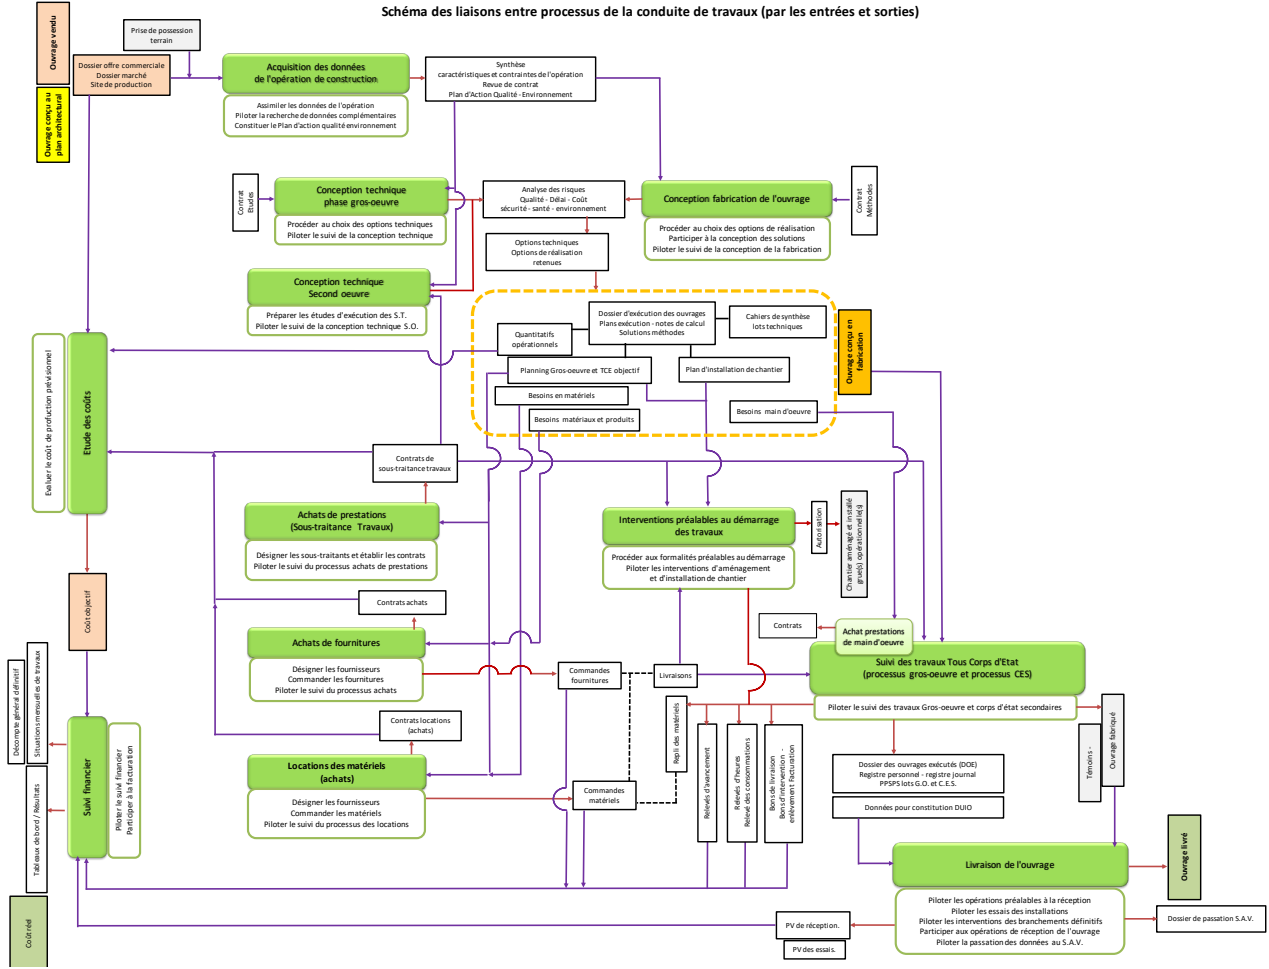 Schéma des liaisons entre processus de la conduite de travaux (par les entrées et sorties)
Ouvrage vendu
Prise de possession
terrain
Dossier offre commerciale
Dossier marché
Site de production
Acquisition des données
de l'opération de construction
Assimiler les données de l'opération
Piloter la recherche de données complémentaires
Constituer le Plan d'action qualité environnement
Synthèse
caractéristiques et contraintes de l'opération
Revue de contrat
Plan d'Action Qualité - Environnement
Ouvrage conçu au
plan architectural
Contrat
Etudes
Conception technique
phase gros-oeuvre
Procéder au choix des options techniques
Piloter le suivi de la conception technique
Analyse des risques
Qualité - Délai - Coût
sécurité - santé - environnement
Conception fabrication de l'ouvrage
Procéder au choix des options de réalisation
Participer à la conception des solutions
Piloter le suivi de la conception de la fabrication
Contrat
Méthodes
Options techniques
Options de réalisation
retenues
Conception technique
Second oeuvre
Préparer les études d'exécution des S.T.
Piloter le suivi de la conception technique S.O.
Dossier d'exécution des ouvrages
Plans exécution - notes de calcul
Solutions méthodes
Cahiers de synthèse
lots techniques
Quantitatifs
opérationnels
Planning Gros-oeuvre et TCE objectif
Plan d'installation de chantier
Besoins en matériels
Besoins matériaux et produits
Besoins main d'oeuvre
Ouvrage conçu en
fabrication
Evaluer le coût de profuction prévisionnel
Etude des coûts
Contrats de
sous-traitance travaux
Achats de prestations
(Sous-traitance Travaux)
Désigner les sous-traitants et établir les contrats
Piloter le suivi du processus achats de prestations
Interventions préalables au démarrage
des travaux
Procéder aux formalités préalables au démarrage
Piloter les interventions d'aménagement
et d'installation de chantier
Autorisation
Chantier aménagé et installé
grue(s) opérationnelle(s)
Coût objectif
Contrats achats
Achats de fournitures
Désigner les fournisseurs
Commander les fournitures
Piloter le suivi du processus achats
Commandes
fournitures
Livraisons
Contrats
Achat prestations
de main d'oeuvre
Suivi des travaux Tous Corps d'Etat
(processus gros-oeuvre et processus CES)
Piloter le suivi des travaux Gros-oeuvre et corps d'état secondaires
Décompte général définitif
Situations mensuelles de travaux
Tableaux de bord / Résultats
Suivi financier
Piloter le suivi financier
Participer à la facturation
Contrats locations
(achats)
Locations des matériels
(achats)
Désigner les fournisseurs
Commander les matériels
Piloter le suivi du processus des locations
Commandes
matériels
Repli des matériels
Relevés d'avancement
Relevés d'heures
Relevé des consommations
Bons de livraison
Bons d'intervention -
enlèvement Facturation
Dossier des ouvrages exécutés (DOE)
Registre personnel - registre journal
PPSPS lots G.O. et C.E.S.
Données pour constitution DUIO
Témoins -
Ouvrage fabriqué
Livraison de l'ouvrage
Piloter les opérations préalables à la réception
Piloter les essais des installations
Piloter les interventions des branchements définitifs
Participer aux opérations de réception de l'ouvrage
Piloter la passation des données au S.A.V.
Ouvrage livré
Dossier de passation S.A.V.
PV de réception.
PV des essais.
Coût réel